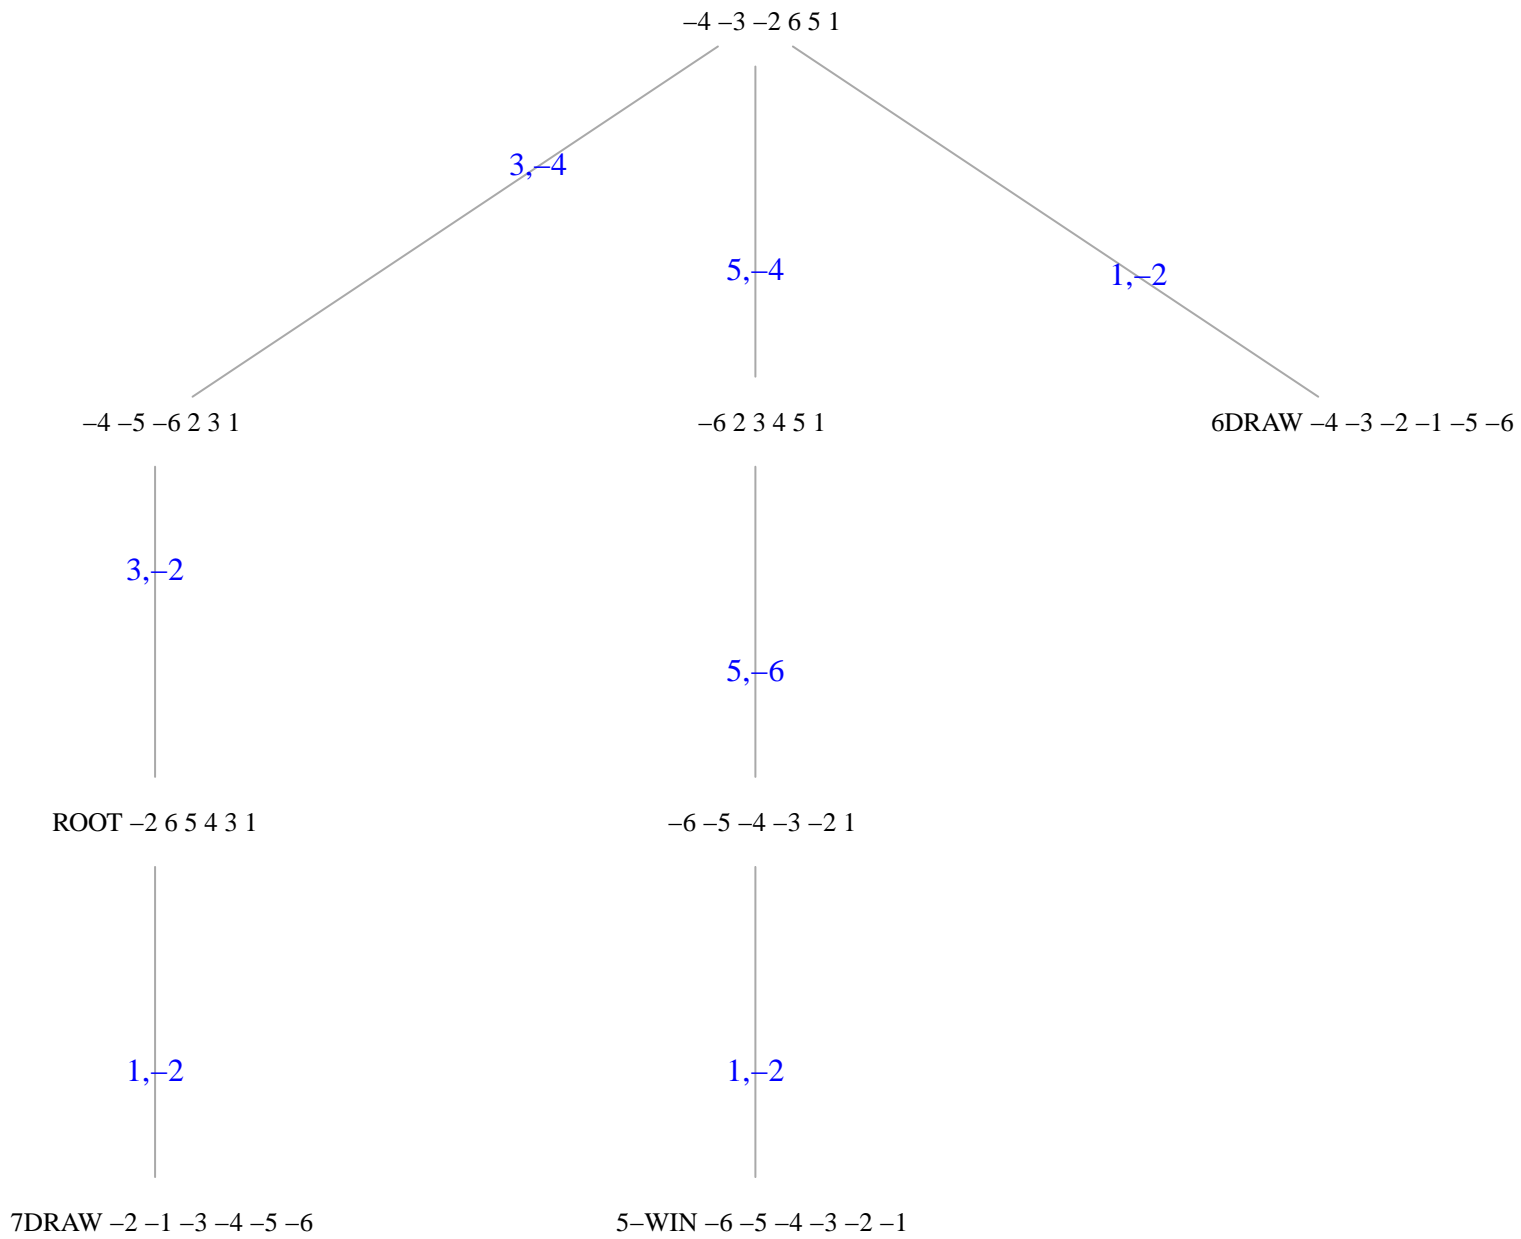 –4 –3 –2 6 5 1
3,–4
5,–4
1,–2
–4 –5 –6 2 3 1
–6 2 3 4 5 1
6DRAW –4 –3 –2 –1 –5 –6
3,–2
5,–6
ROOT –2 6 5 4 3 1
–6 –5 –4 –3 –2 1
1,–2
1,–2
7DRAW –2 –1 –3 –4 –5 –6
5–WIN –6 –5 –4 –3 –2 –1